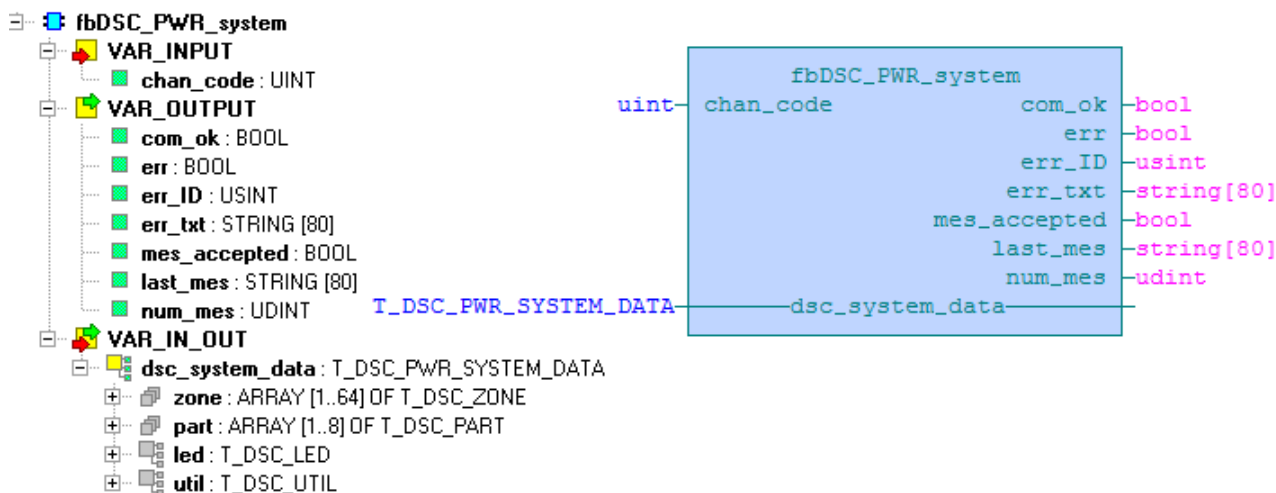 fbDSC_PWR_system
VAR_INPUT
chan_code : UINT
VAR_OUTPUT
com_ok : BOOL
err : BOOL
err_ID : USINT
err_txt : STRING [80]
mes_accepted : BOOL
last_mes : STRING [80]
num_mes : UDINT
VAR_IN_OUT
dsc_system_data : T_DSC_PWR_SYSTEM_DATA
zone : ARRAY [1..64] OF T_DSC_ZONE
part : ARRAY [1..8] OF T_DSC_PART
led : T_DSC_LED
util : T_DSC_UTIL
fbDSC_PWR_system
uint chan_code com_ok bool
err bool
err_ID usint
err_txt string[80]
mes_accepted bool
last_mes string[80]
num_mes udint
T_DSC_PWR_SYSTEM_DATA dsc_system_data